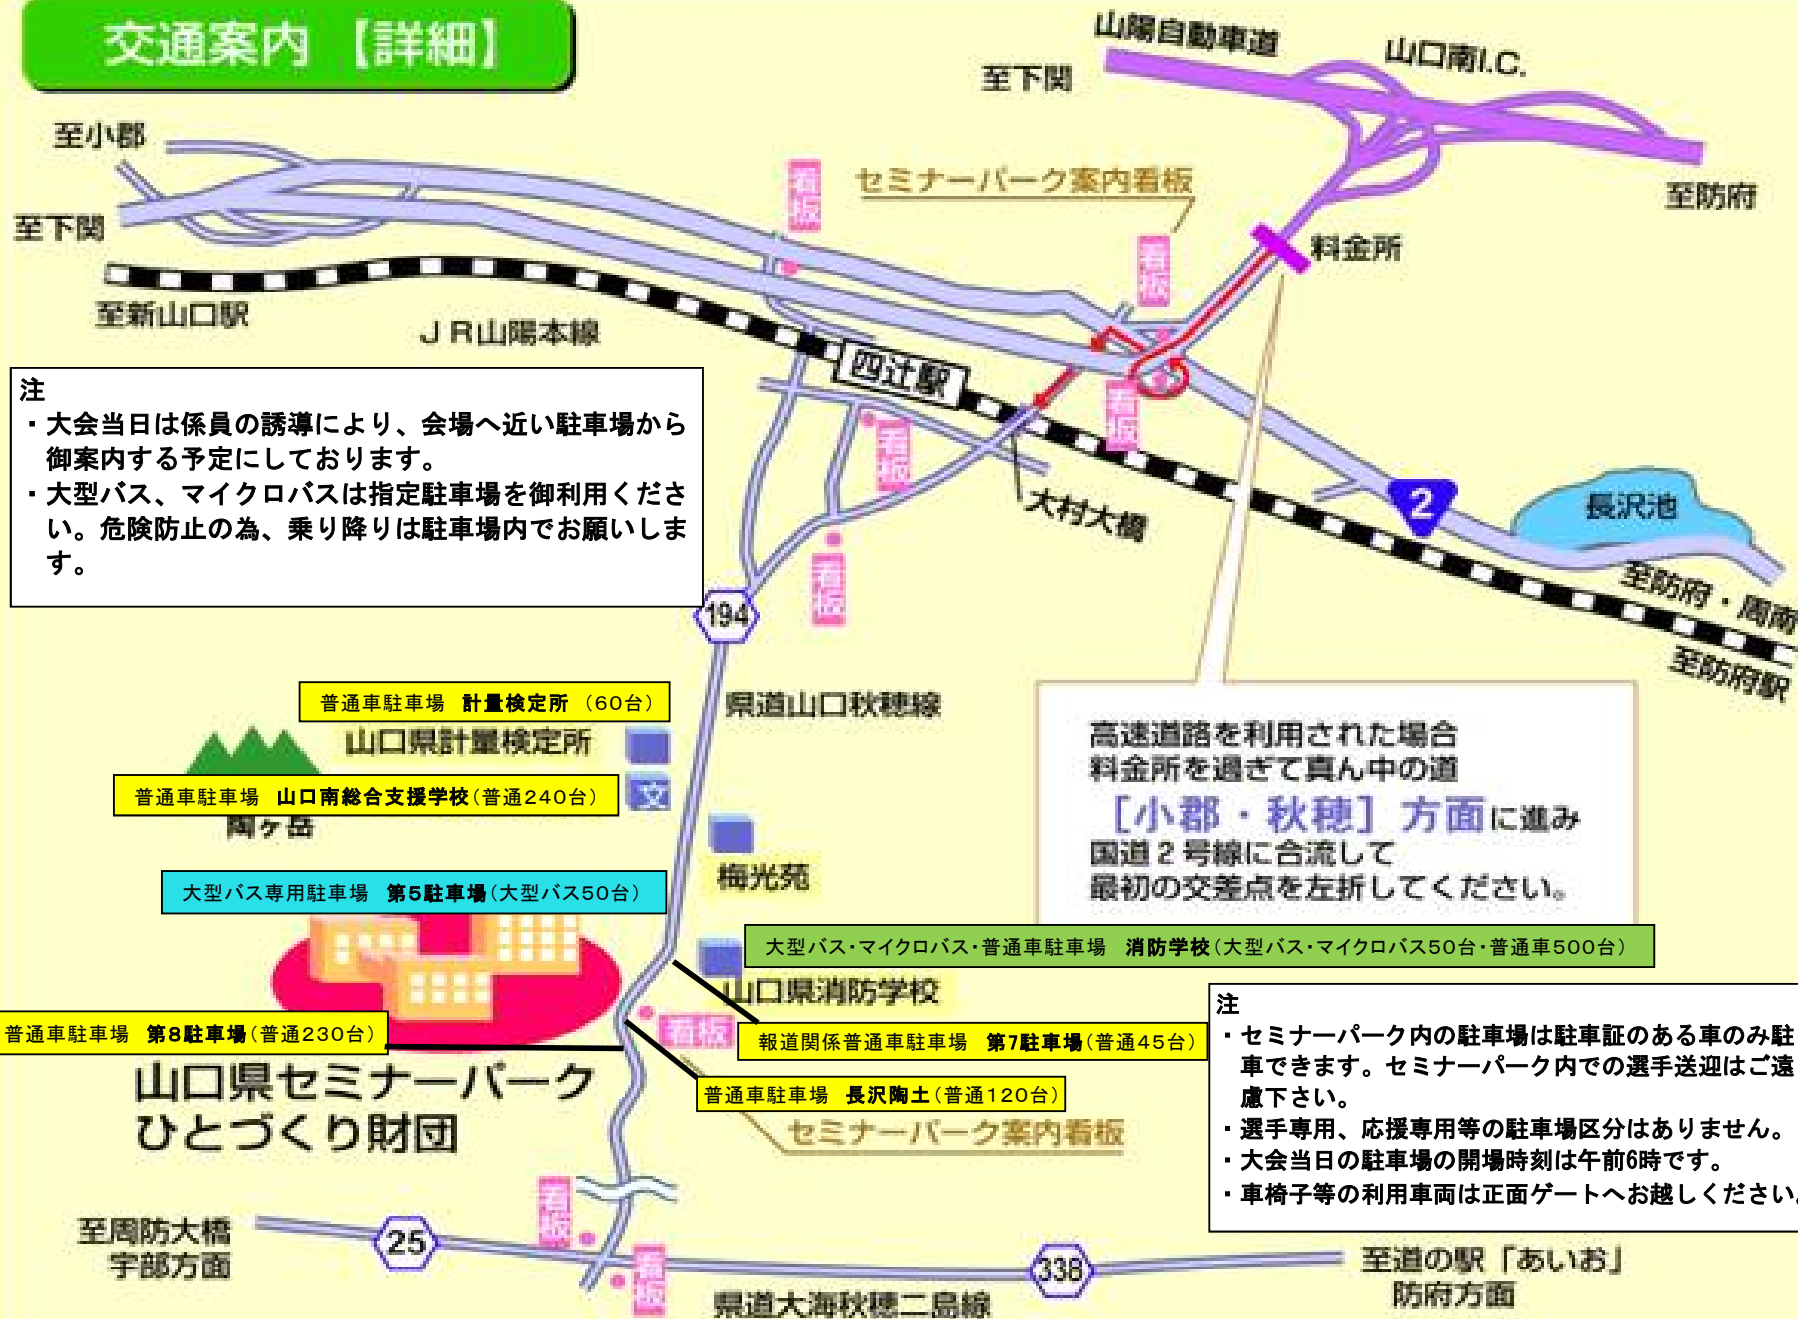 交通案内【詳細】
山陽自動車道
山口南I.C.
至下関
至小郡
看板
セミナーパーク案内看板
至防府
至下関
看板
料金所
至新山口駅
ＪＲ山陽本線
四辻駅
看板
注
・大会当日は係員の誘導により、会場へ近い駐車場から
御案内する予定にしております。
・大型バス、マイクロバスは指定駐車場を御利用くださ
い。危険防止の為、乗り降りは駐車場内でお願いしま
す。
看板
大村大橋
2
長沢池
看板
至防府・周南
194
至防府駅
普通車駐車場　計量検定所　（60台）
県道山口秋穂線
山口県計量検定所
高速道路を利用された場合
料金所を過ぎて真ん中の道
［小郡・秋穂］方面に進み
国道２号線に合流して
最初の交差点を左折してください。
普通車駐車場　山口南総合支援学校（普通240台）
文
陶ヶ岳
梅光苑
大型バス専用駐車場　第5駐車場（大型バス50台）
大型バス・マイクロバス・普通車駐車場　消防学校（大型バス・マイクロバス50台・普通車500台）
山口県消防学校
普通車駐車場　第8駐車場（普通230台）
看板
報道関係普通車駐車場　第7駐車場（普通45台）
山口県セミナーパーク
ひとづくり財団
普通車駐車場　長沢陶土（普通120台）
セミナーパーク案内看板
注
・セミナーパーク内の駐車場は駐車証のある車のみ駐
車できます。セミナーパーク内での選手送迎はご遠
慮下さい。
・選手専用、応援専用等の駐車場区分はありません。
・大会当日の駐車場の開場時刻は午前6時です。
・車椅子等の利用車両は正面ゲートへお越しください。
看板
至周防大橋
宇部方面
25
看板
338
県道大海秋穂二島線
至道の駅「あいお」
防府方面